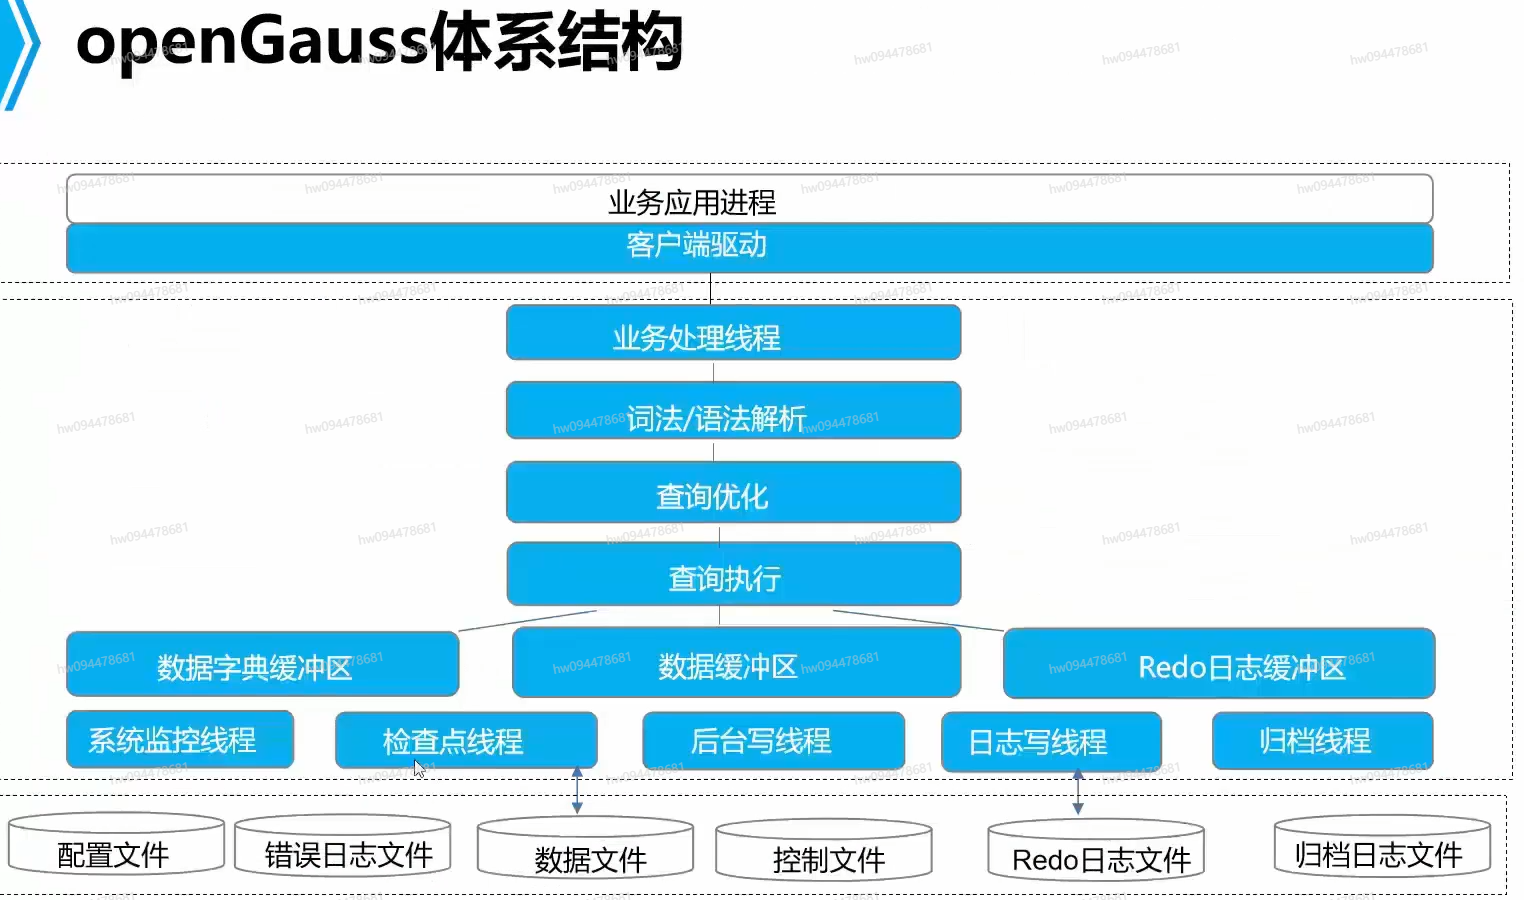 openGauss体系结构
业务应用进程
客户端驱动
业务处理线程
词法/语法解析
查询优化
查询执行
数据字典缓冲区
数据缓冲区
Redo日志缓冲区
系统监控线程
检查点线程
后台写线程
日志写线程
归档线程
配置文件
错误日志文件
数据文件
控制文件
Redo日志文件
归档日志文件
hw094478681